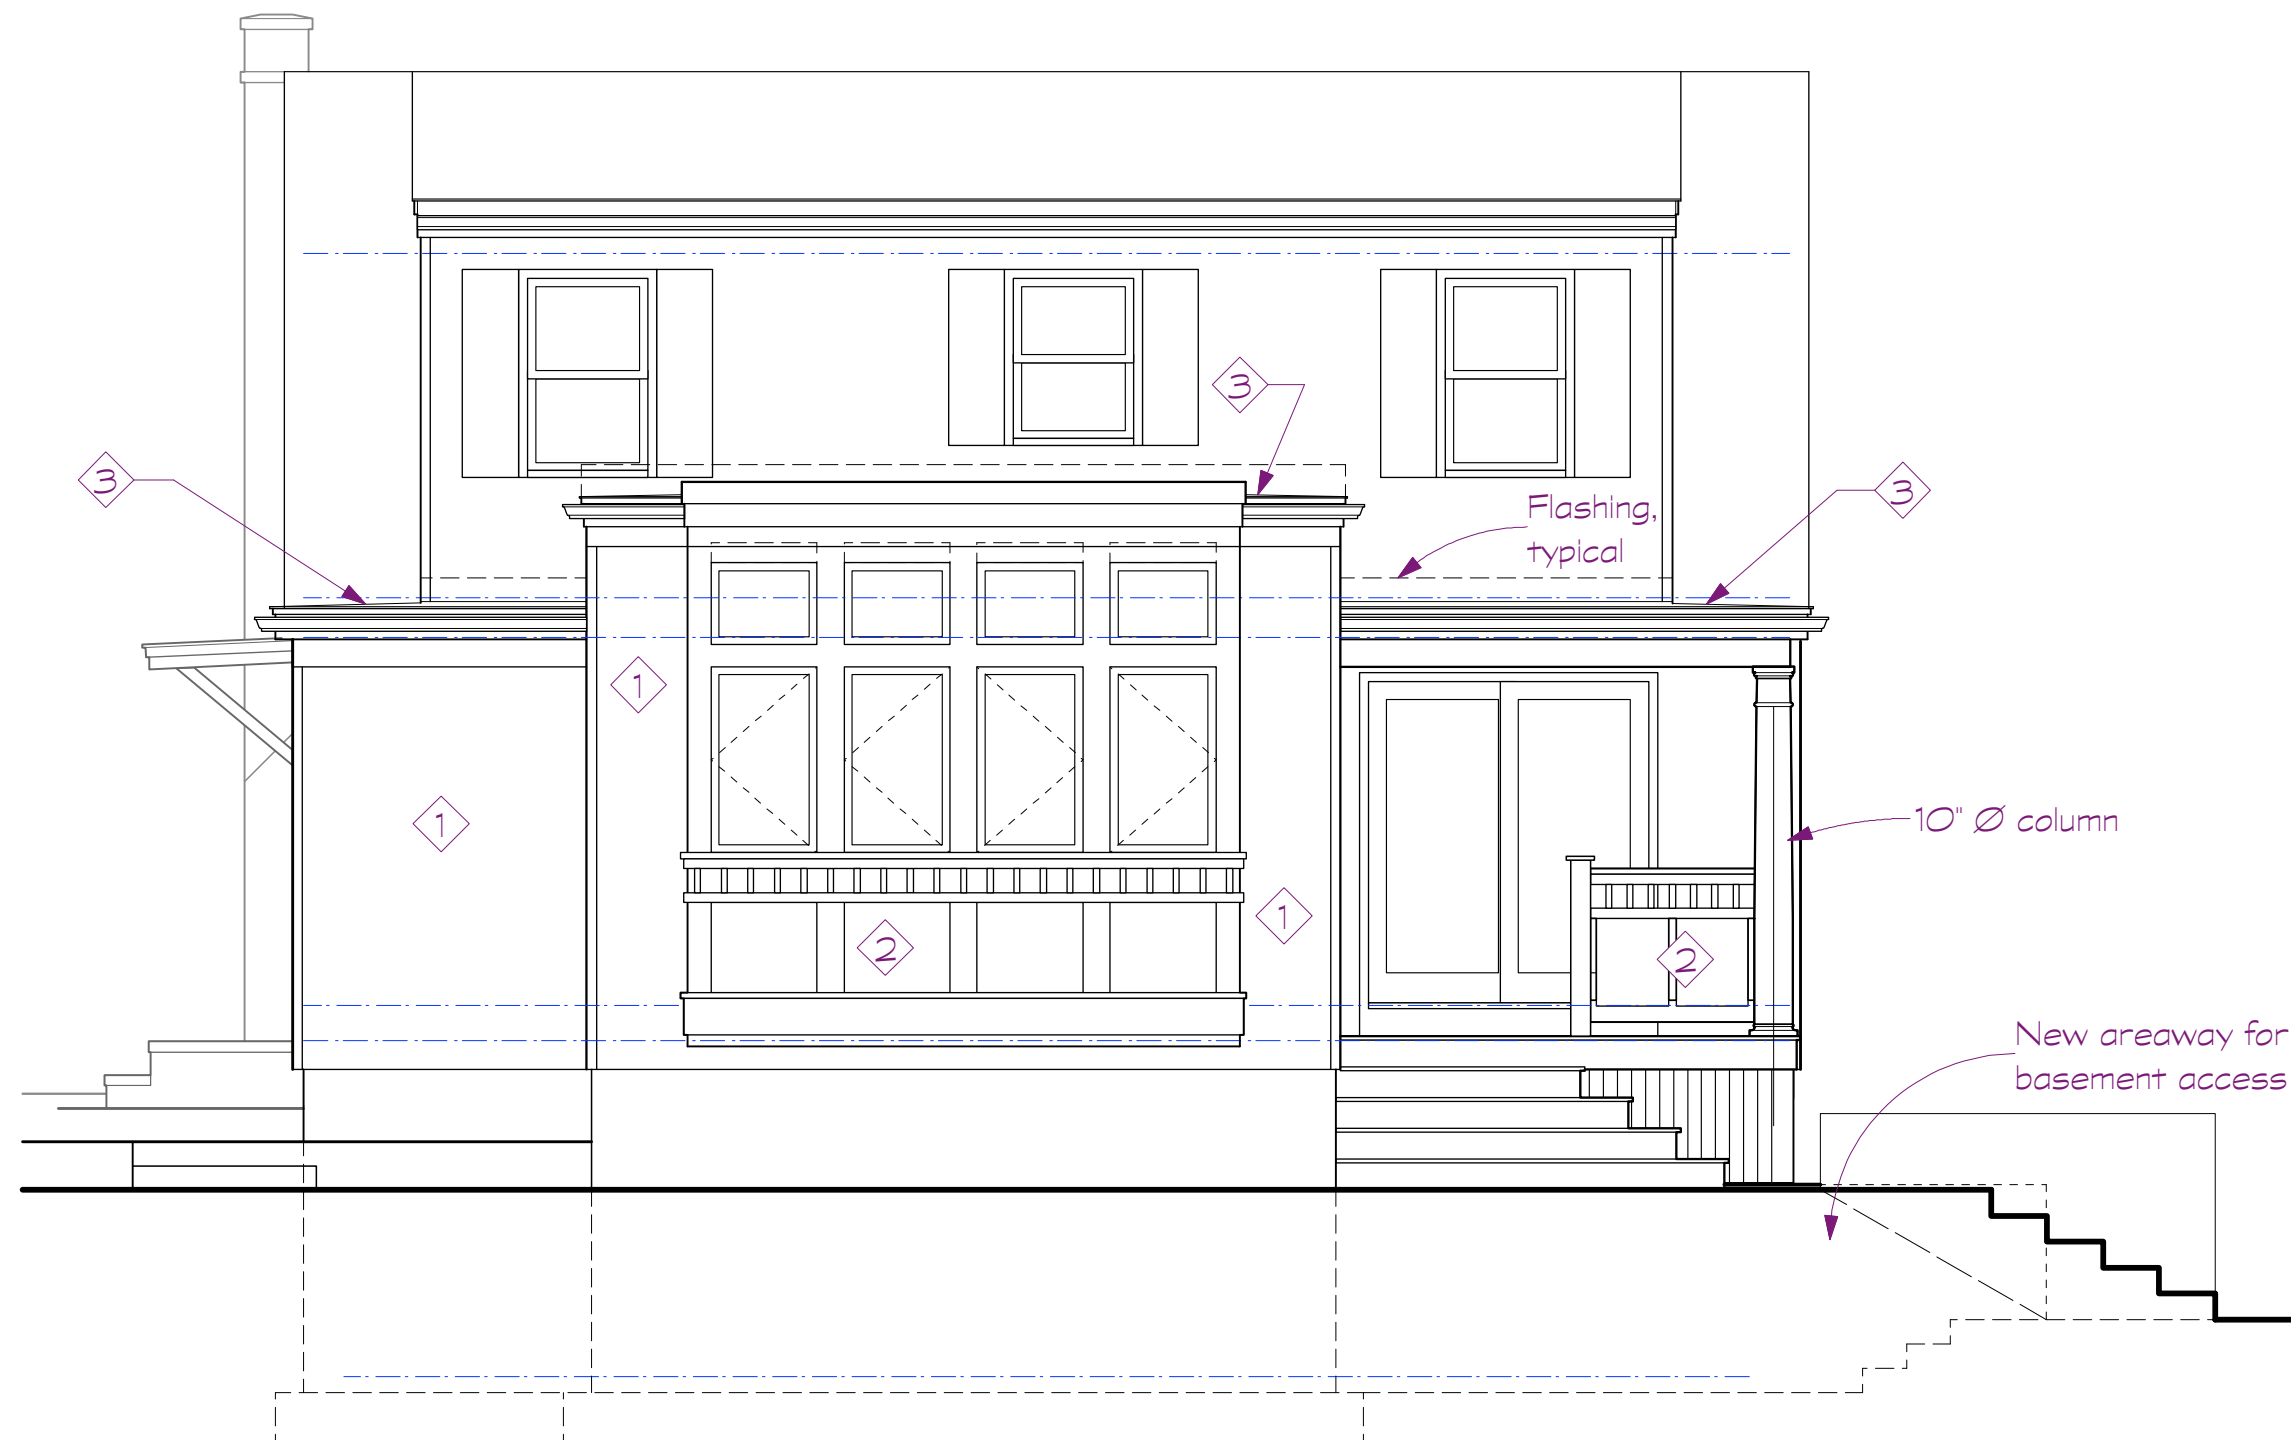 3
3
Flashing,
typical
3
1
1
10" Ø column
1
2
2
New areaway for
basement access